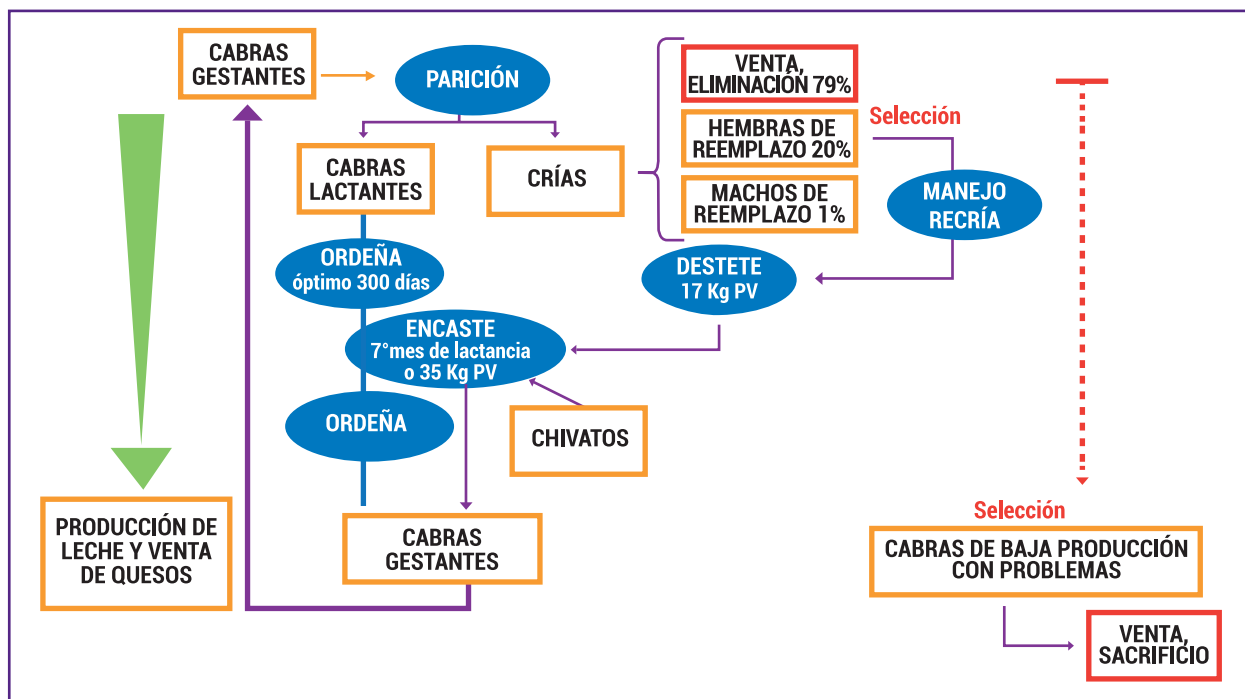 CABRAS
GESTANTES
PARICIÓN
VENTA,
ELIMINACIÓN 79%
HEMBRAS DE
REEMPLAZO 20%
MACHOS DE
REEMPLAZO 1%
Selección
MANEJO
RECRÍA
CABRAS
LACTANTES
CRÍAS
ORDEÑA
óptimo 300 días
DESTETE
17 Kg PV
ENCASTE
7°mes de lactancia
o 35 Kg PV
ORDEÑA
CHIVATOS
CABRAS
GESTANTES
PRODUCCIÓN DE
LECHE Y VENTA
DE QUESOS
Selección
CABRAS DE BAJA PRODUCCIÓN
CON PROBLEMAS
VENTA,
SACRIFICIO